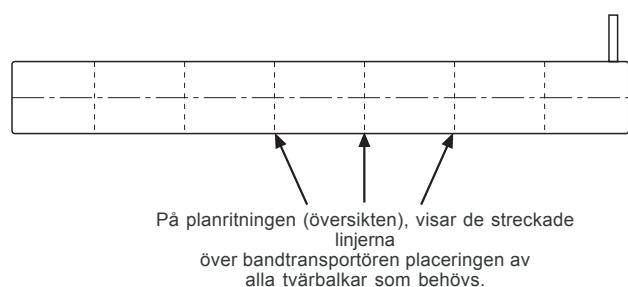 På planritningen (översikten), visar de streckade
linjerna
över bandtransportören placeringen av
alla tvärbalkar som behövs.